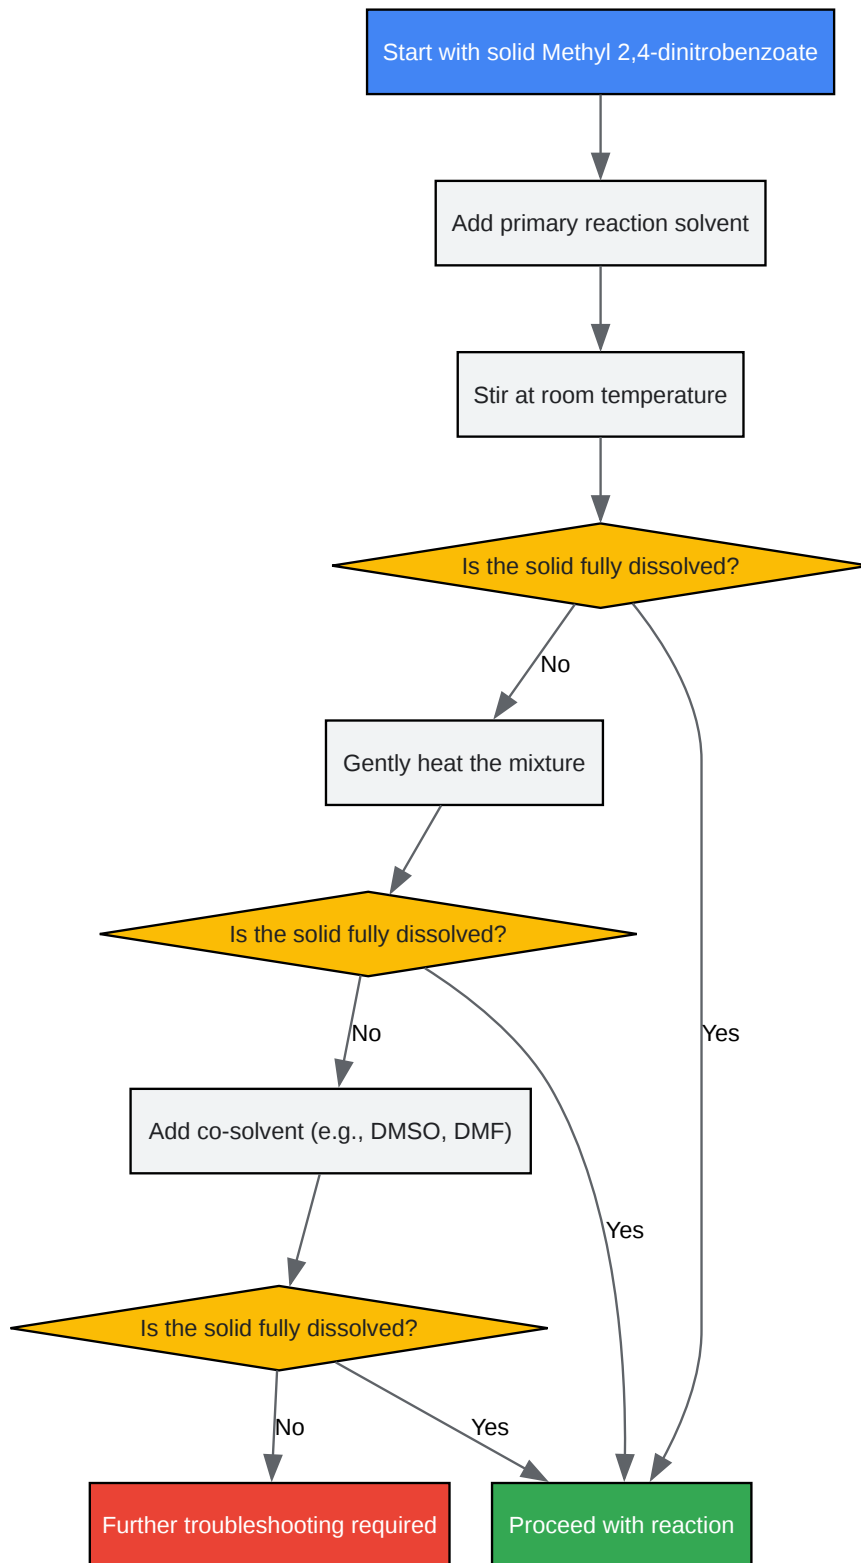 Start with solid Methyl 2,4-dinitrobenzoate
Add primary reaction solvent
Stir at room temperature
Is the solid fully dissolved?
No
Gently heat the mixture
Is the solid fully dissolved?
No
Yes
Add co-solvent (e.g., DMSO, DMF)
Yes
Is the solid fully dissolved?
No
Yes
Further troubleshooting required
Proceed with reaction